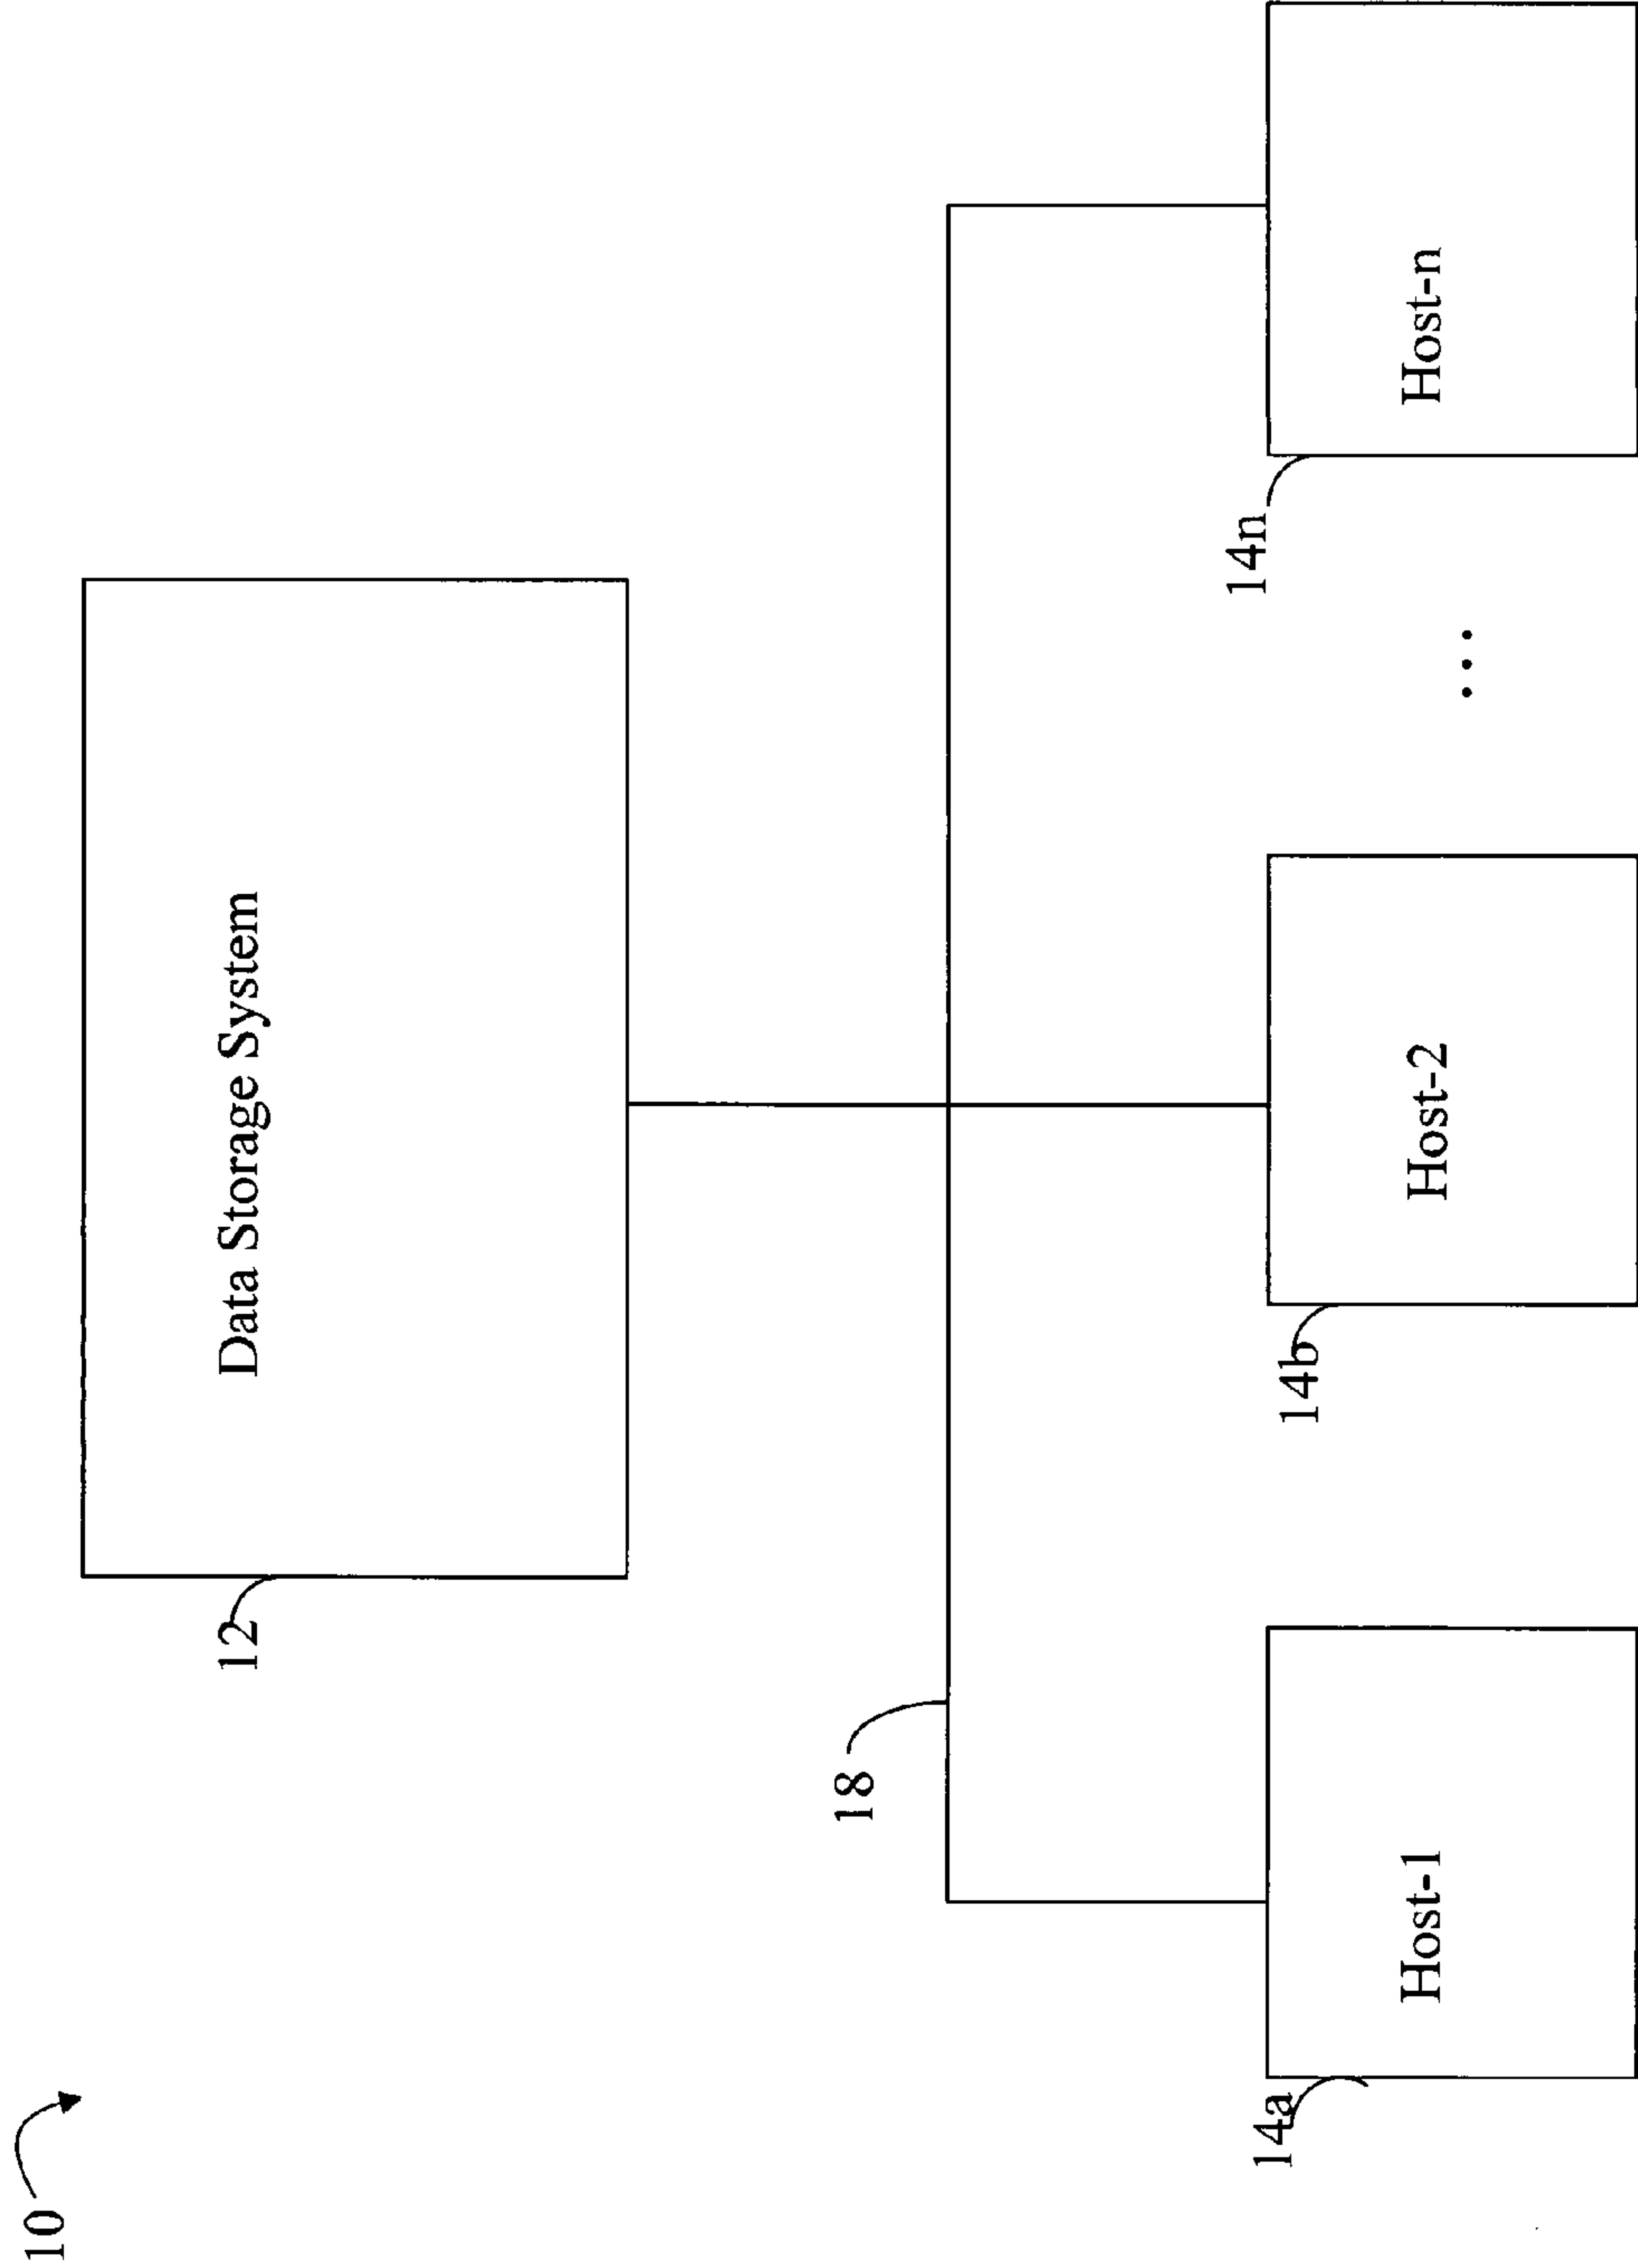 10
12
Data Storage System
18
14a
Host-1
14b
Host-2
...
14n
Host-n